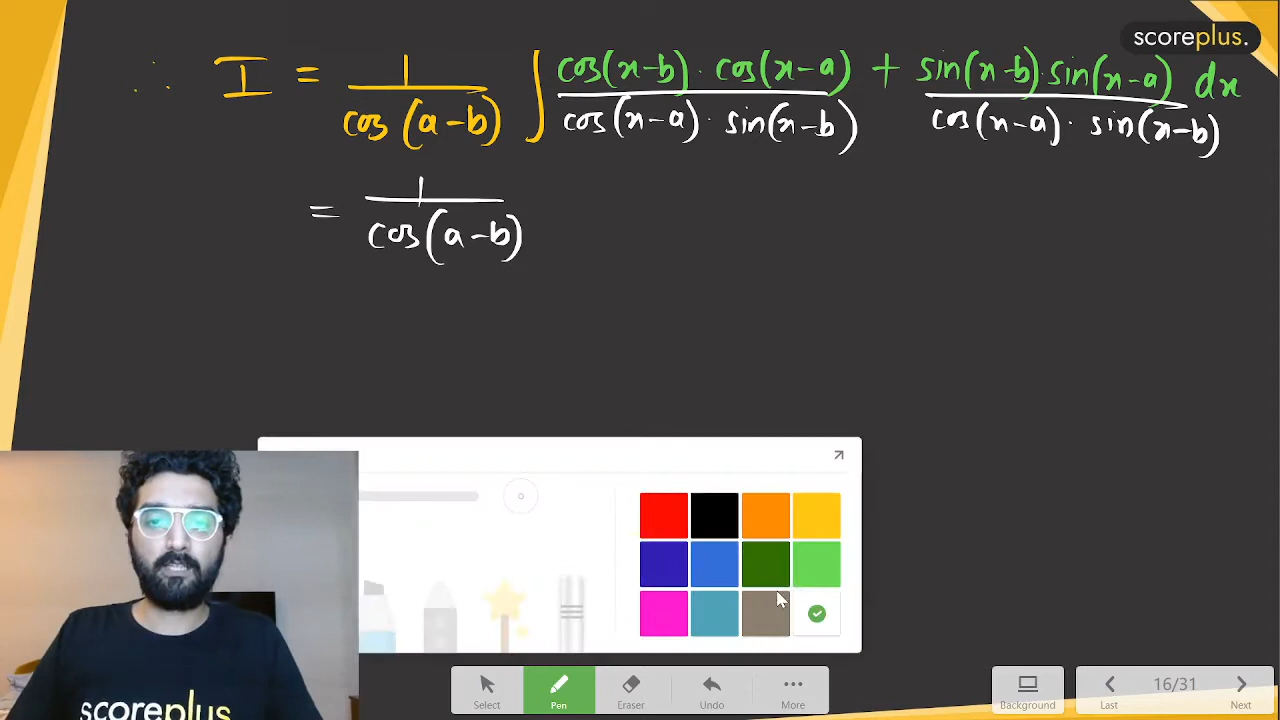 scoreplus.
∴ I = 1/cos(a-b) ∫ cos(x-b)·cos(x-a)/cos(x-a)·sin(x-b) + sin(x-b)·sin(x-a)/cos(x-a)·sin(x-b) dx
= 1/cos(a-b)
scoreplus
Select Pen Eraser Undo More
Background
16/31
Last Next